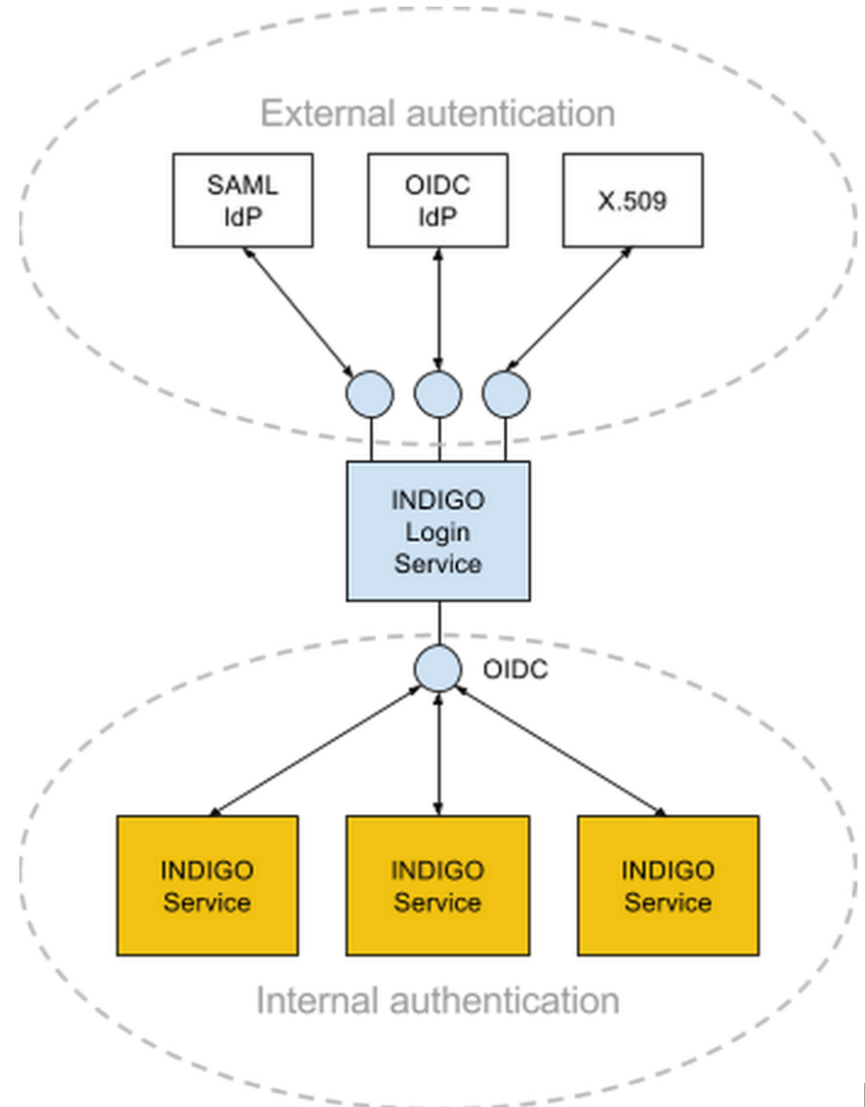 External autentication
SAML
IdP
OIDC
IdP
X.509
INDIGO
Login
Service
OIDC
INDIGO
Service
INDIGO
Service
INDIGO
Service
Internal authentication